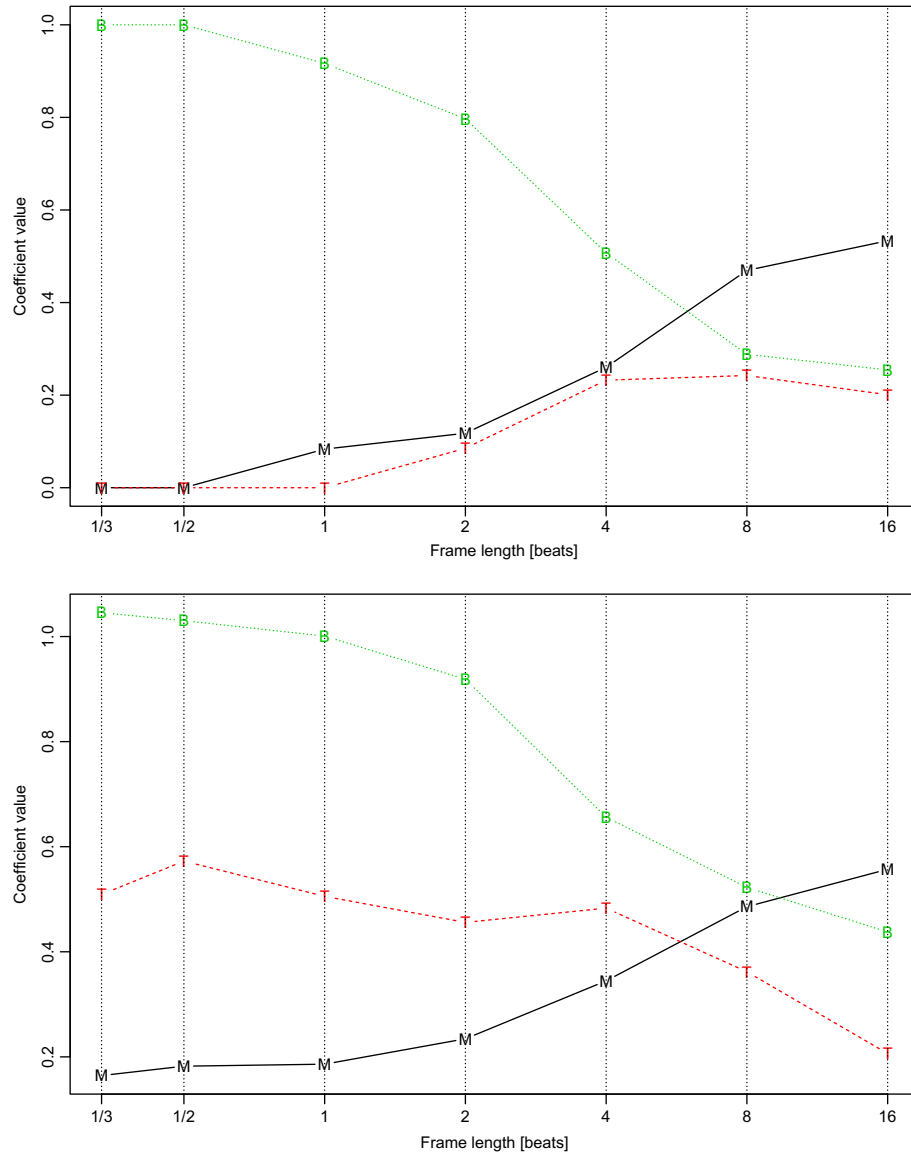 1.0
0.8
0.6
0.4
0.2
0.0
Coefficient value
B B B B B B B
M M M M M M M
T T T T T T T
1/3 1/2 1 2 4 8 16
Frame length [beats]
1.0
0.8
0.6
0.4
0.2
Coefficient value
B B B B B B B
T T T T T T T
M M M M M M M
1/3 1/2 1 2 4 8 16
Frame length [beats]